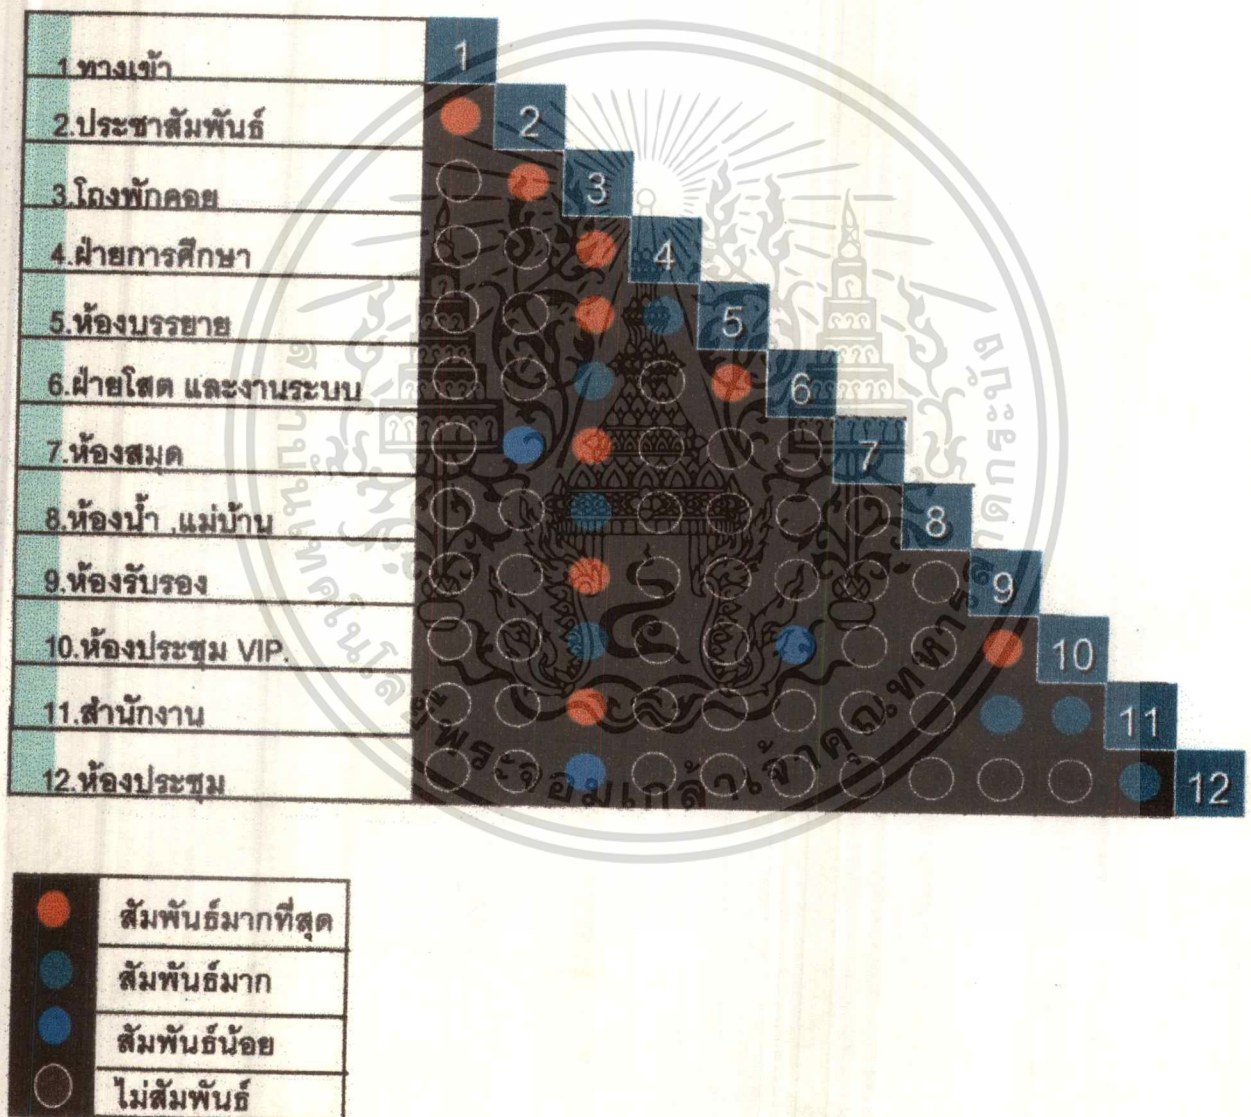 1.ทางเข้า
2.ประชาสัมพันธ์
3.โถงพักคอย
4.ฝ่ายการศึกษา
5.ห้องบรรยาย
6.ฝ่ายโสต และงานระบบ
7.ห้องสมุด
8.ห้องน้ำ ,แม่บ้าน
9.ห้องรับรอง
10.ห้องประชุม VIP.
11.สำนักงาน
12.ห้องประชุม
1
2
3
4
5
6
7
8
9
10
11
12
สัมพันธ์มากที่สุด
สัมพันธ์มาก
สัมพันธ์น้อย
ไม่สัมพันธ์